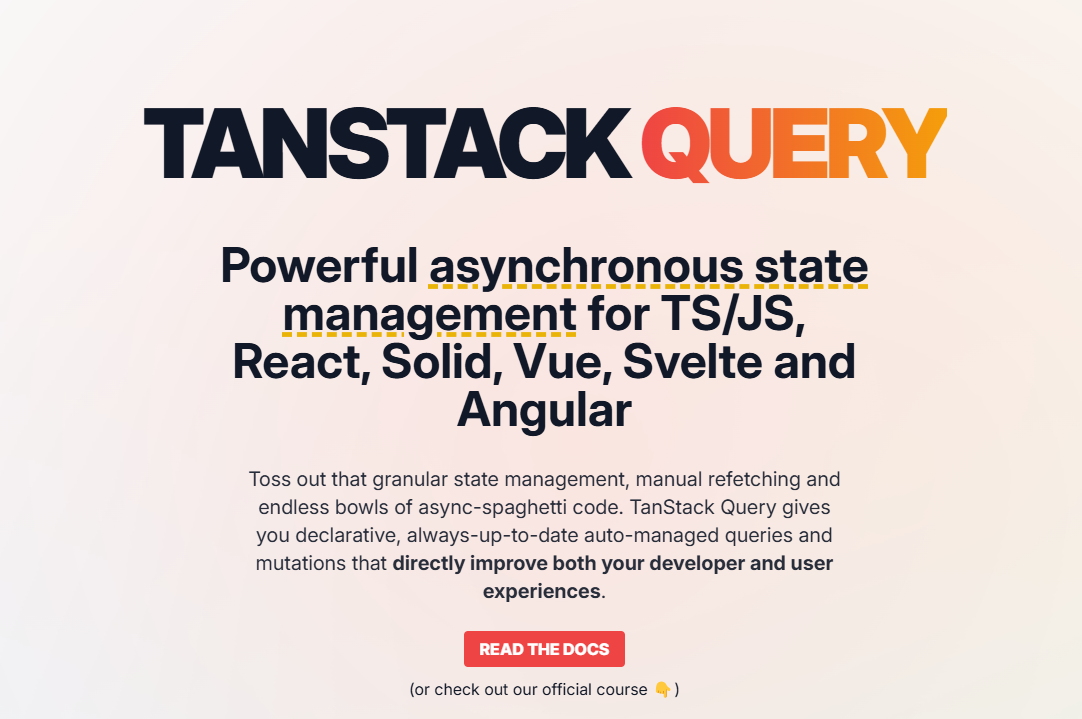 TANSTACK QUERY
Powerful asynchronous state
management for TS/JS,
React, Solid, Vue, Svelte and
Angular
Toss out that granular state management, manual refetching and
endless bowls of async-spaghetti code. TanStack Query gives
you declarative, always-up-to-date auto-managed queries and
mutations that directly improve both your developer and user
experiences.
READ THE DOCS
(or check out our official course 👇)